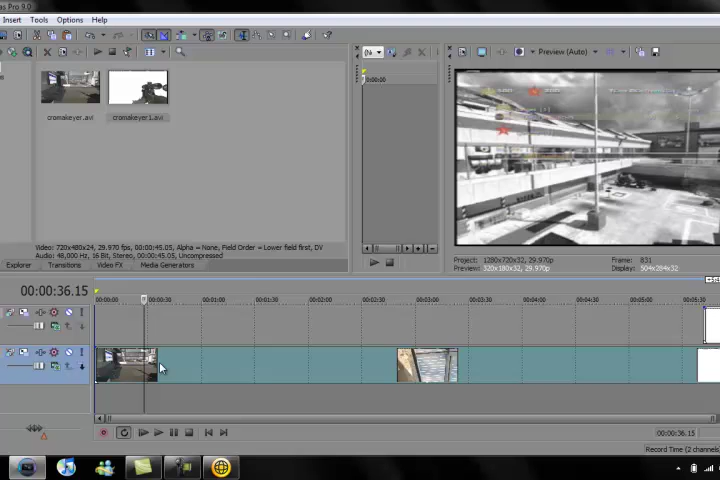 as Pro 9.0
Insert Tools Options Help
(N
Preview (Auto)
0:00:00
cromakeyer.avi cromakeyer1.avi
Video: 720x480x24, 29.970 fps, 00:00:45.05, Alpha = None, Field Order = Lower field first, DV
Audio: 48,000 Hz, 16 Bit, Stereo, 00:00:45.05, Uncompressed
Explorer Transitions Video FX Media Generators
Project: 1280x720x32, 29.970p Frame: 831
Preview: 320x180x32, 29.970p Display: 504x284x32
00:00:36.15
00:00:00 00:00:30 00:01:00 00:01:30 00:02:00 00:02:30 00:03:00 00:03:30 00:04:00 00:04:30 00:05:00 00:05:30
00:00:36.15
Record Time (2 channels)